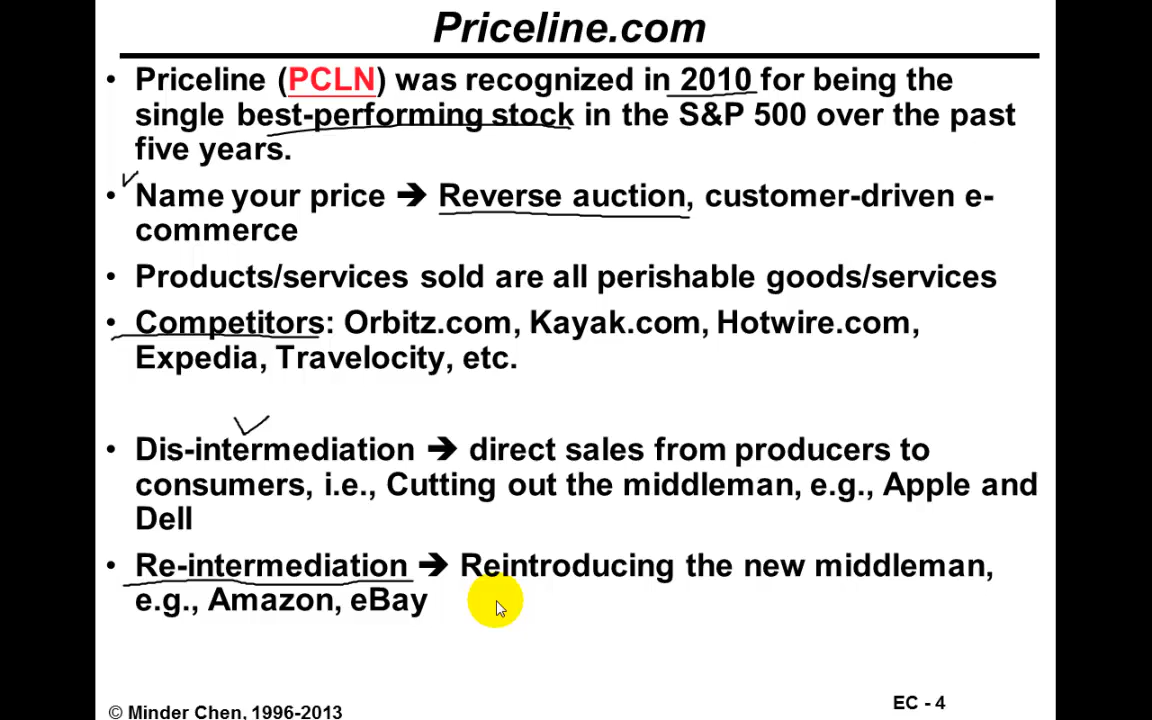 Priceline.com
• Priceline (PCLN) was recognized in 2010 for being the
single best-performing stock in the S&P 500 over the past
five years.
• Name your price ➔ Reverse auction, customer-driven e-
commerce
• Products/services sold are all perishable goods/services
• Competitors: Orbitz.com, Kayak.com, Hotwire.com,
Expedia, Travelocity, etc.
• Dis-intermediation ➔ direct sales from producers to
consumers, i.e., Cutting out the middleman, e.g., Apple and
Dell
• Re-intermediation ➔ Reintroducing the new middleman,
e.g., Amazon, eBay
© Minder Chen, 1996-2013
EC - 4